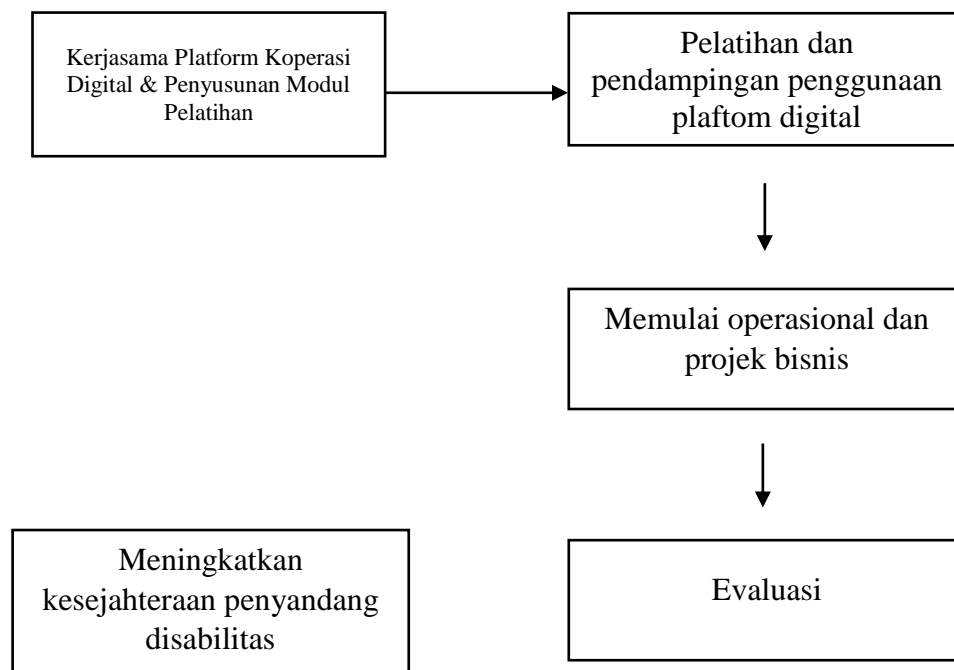 Kerjasama Platform Koperasi
Digital & Penyusunan Modul
Pelatihan
Pelatihan dan
pendampingan penggunaan
plaftom digital
Memulai operasional dan
projek bisnis
Evaluasi
Meningkatkan
kesejahteraan penyandang
disabilitas